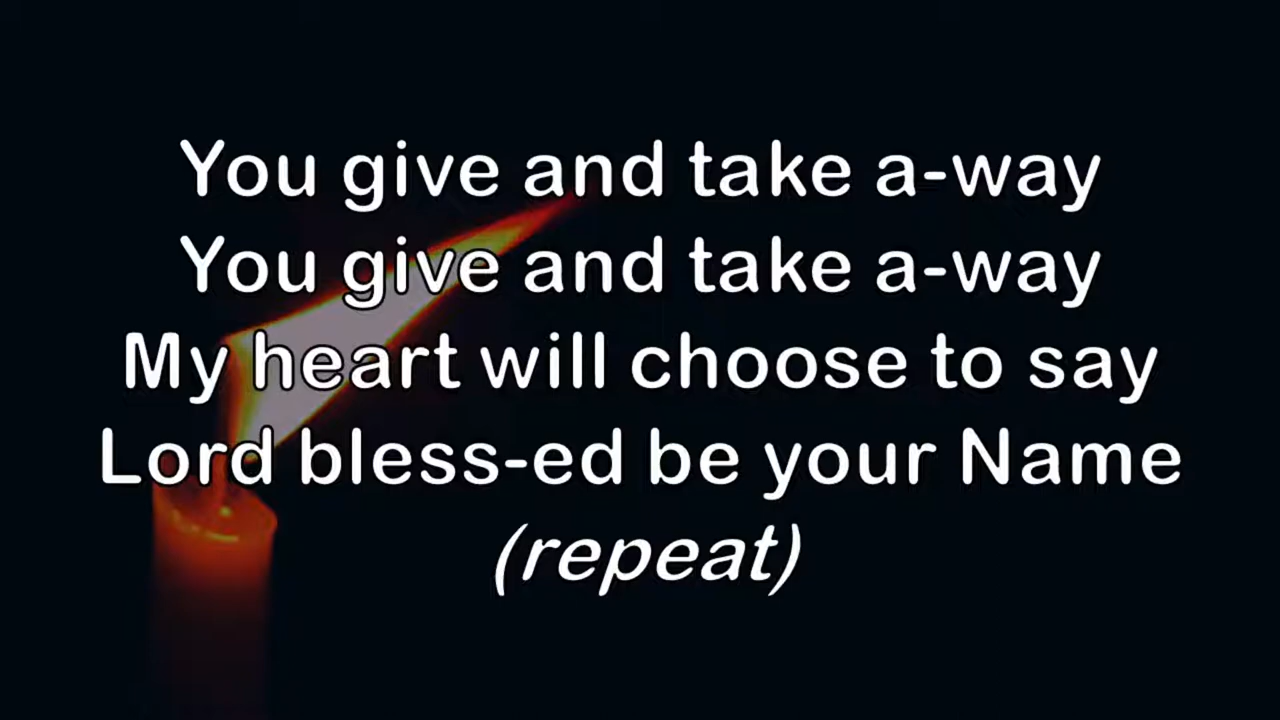 You give and take a-way
You give and take a-way
My heart will choose to say
Lord bless-ed be your Name
(repeat)